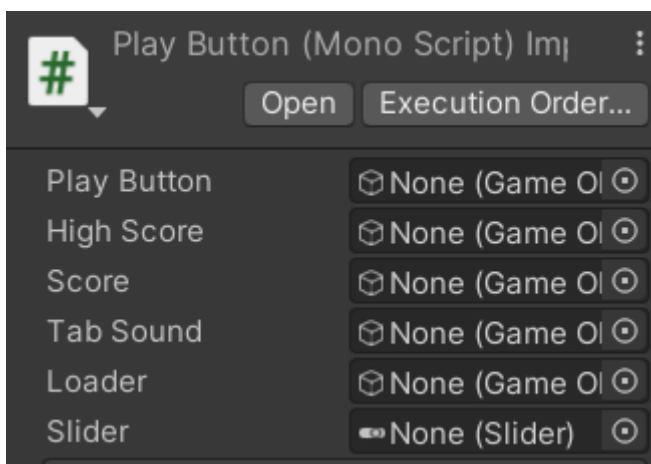 Play Button (Mono Script) Im
Open Execution Order...
Play Button None (Game O
High Score None (Game O
Score None (Game O
Tab Sound None (Game O
Loader None (Game O
Slider None (Slider)